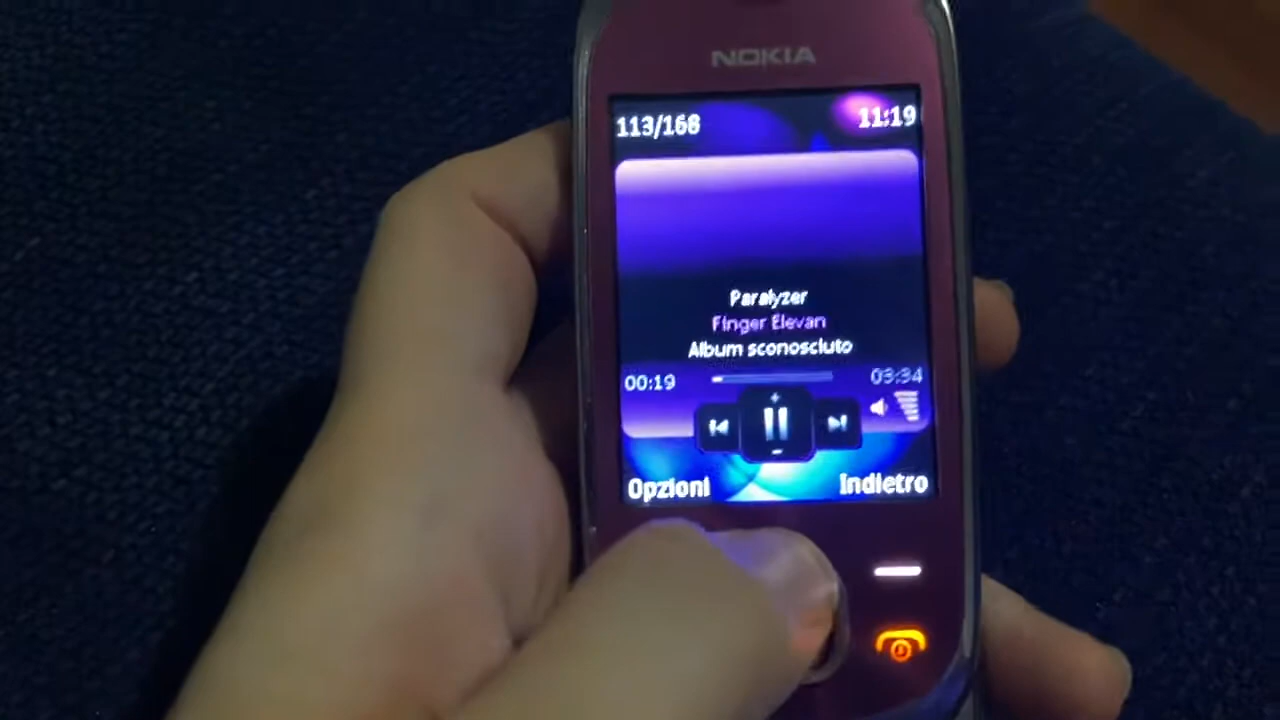 NOKIA
113/168 11:19
Paralyzer
Finger Elevan
Album sconosciuto
00:19 03:34
Opzioni Indietro